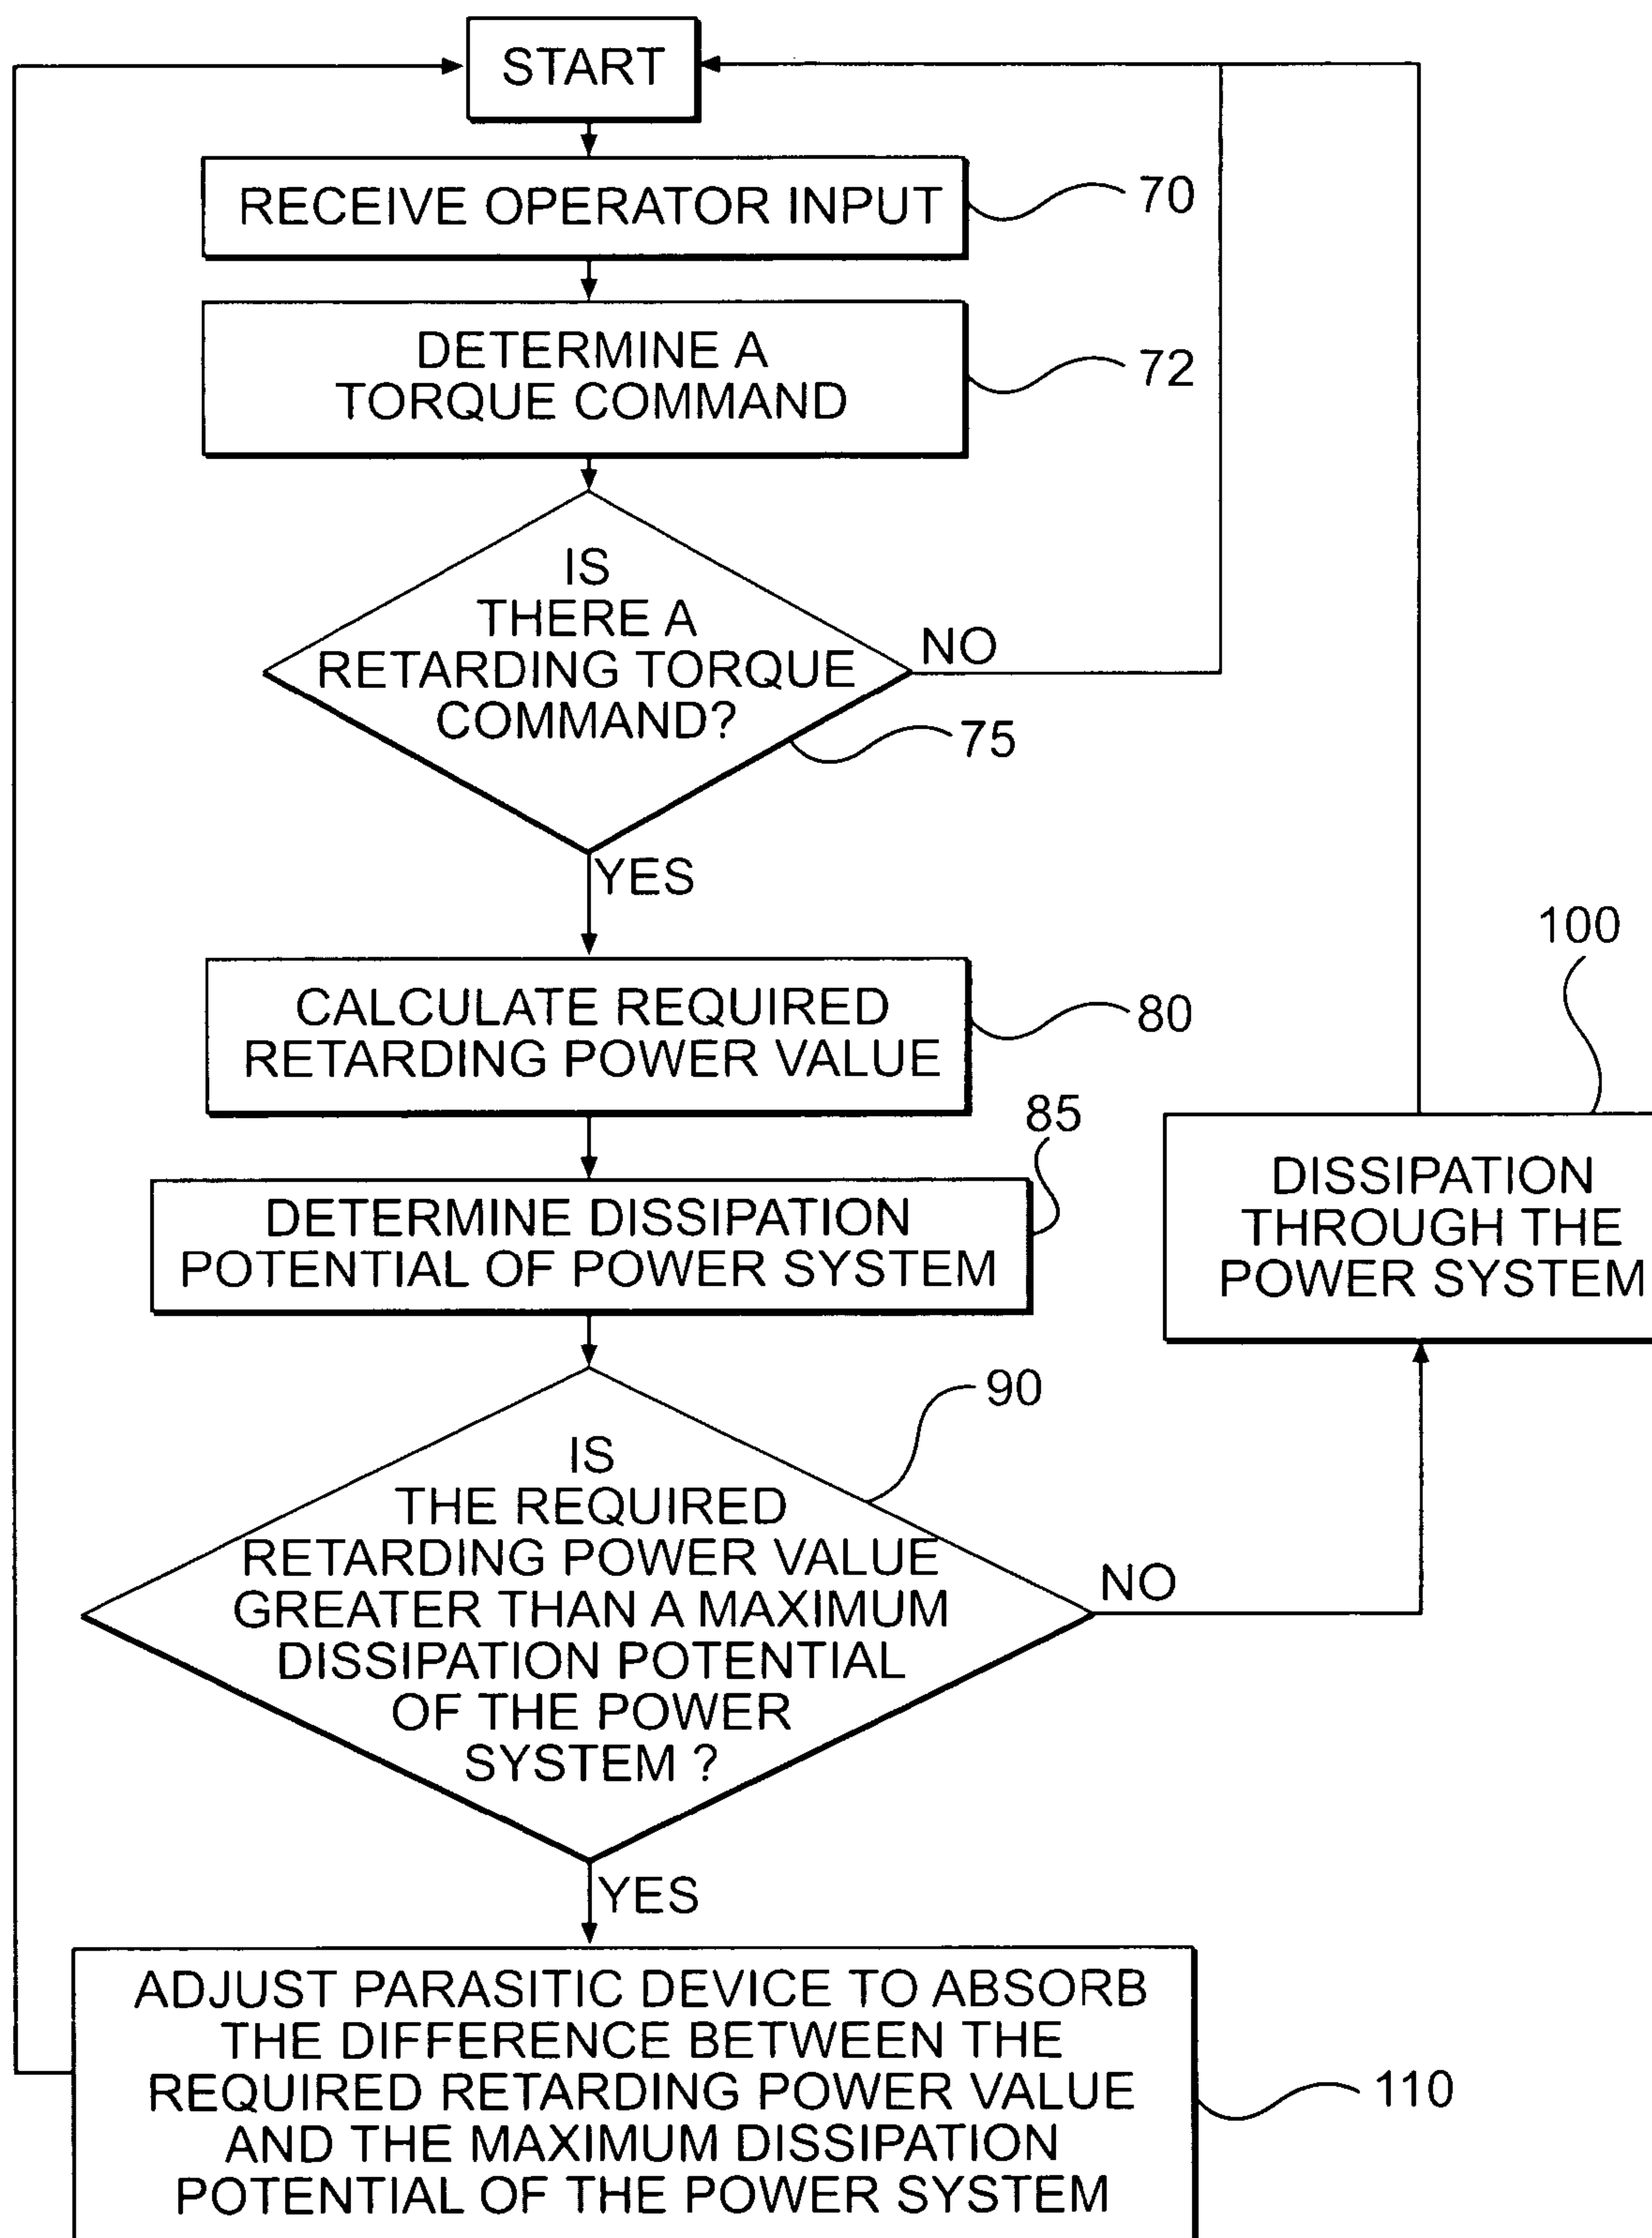 START
RECEIVE OPERATOR INPUT
70
DETERMINE A
TORQUE COMMAND
72
IS
THERE A
RETARDING TORQUE
COMMAND?
NO
75
YES
CALCULATE REQUIRED
RETARDING POWER VALUE
80
85
DETERMINE DISSIPATION
POTENTIAL OF POWER SYSTEM
100
DISSIPATION
THROUGH THE
POWER SYSTEM
90
IS
THE REQUIRED
RETARDING POWER VALUE
GREATER THAN A MAXIMUM
DISSIPATION POTENTIAL
OF THE POWER
SYSTEM ?
NO
YES
ADJUST PARASITIC DEVICE TO ABSORB
THE DIFFERENCE BETWEEN THE
REQUIRED RETARDING POWER VALUE
AND THE MAXIMUM DISSIPATION
POTENTIAL OF THE POWER SYSTEM
110